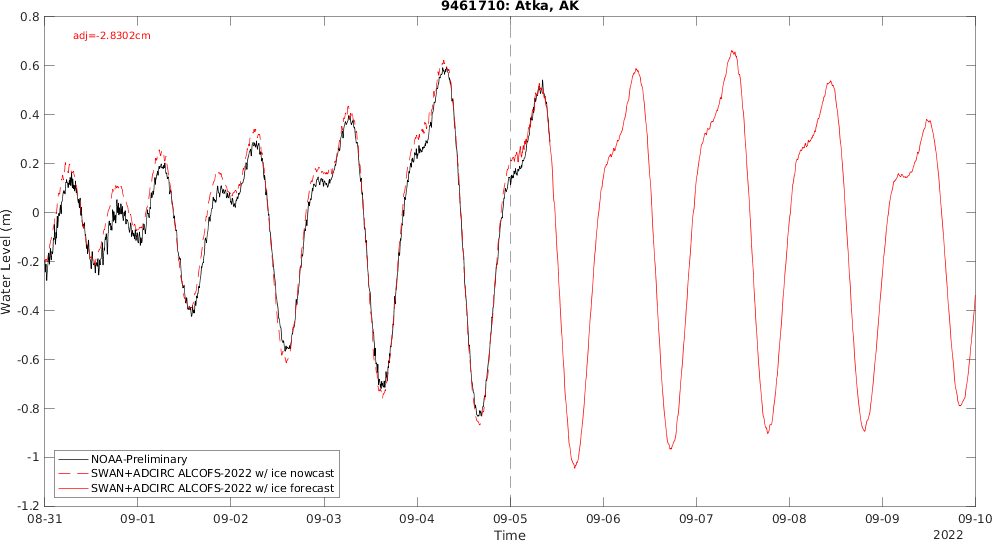 9461710: Atka, AK
adj=-2.8302cm
0.8
0.6
0.4
0.2
0
-0.2
-0.4
-0.6
-0.8
-1
-1.2
Water Level (m)
NOAA-Preliminary
SWAN+ADCIRC ALCOFS-2022 w/ ice nowcast
SWAN+ADCIRC ALCOFS-2022 w/ ice forecast
08-31 09-01 09-02 09-03 09-04 09-05 09-06 09-07 09-08 09-09 09-10
Time
2022